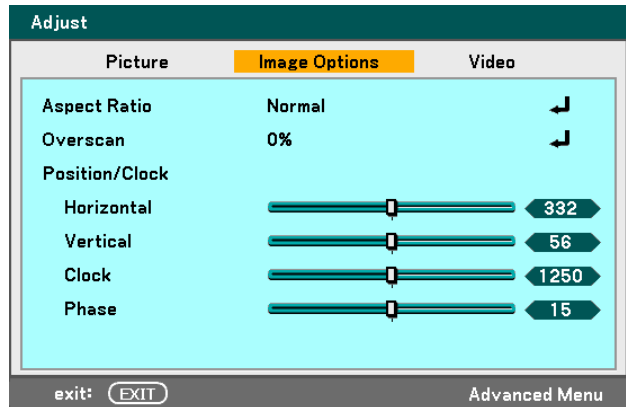 Adjust
Picture Image Options Video
Aspect Ratio Normal
Overscan 0%
Position/Clock
Horizontal 332
Vertical 56
Clock 1250
Phase 15
exit: EXIT Advanced Menu